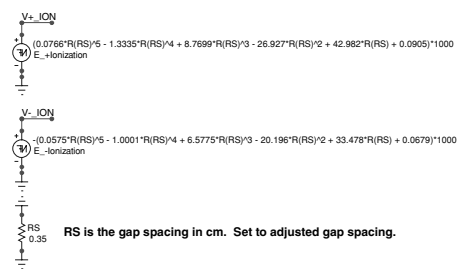 V+_ION
(0.0766*R(RS)^5 - 1.3335*R(RS)^4 + 8.7699*R(RS)^3 - 26.927*R(RS)^2 + 42.982*R(RS) + 0.0905)*1000
E_+Ionization
V-_ION
-(0.0575*R(RS)^5 - 1.0001*R(RS)^4 + 6.5775*R(RS)^3 - 20.196*R(RS)^2 + 33.478*R(RS) + 0.0679)*1000
E_-Ionization
RS
0.35
RS is the gap spacing in cm. Set to adjusted gap spacing.